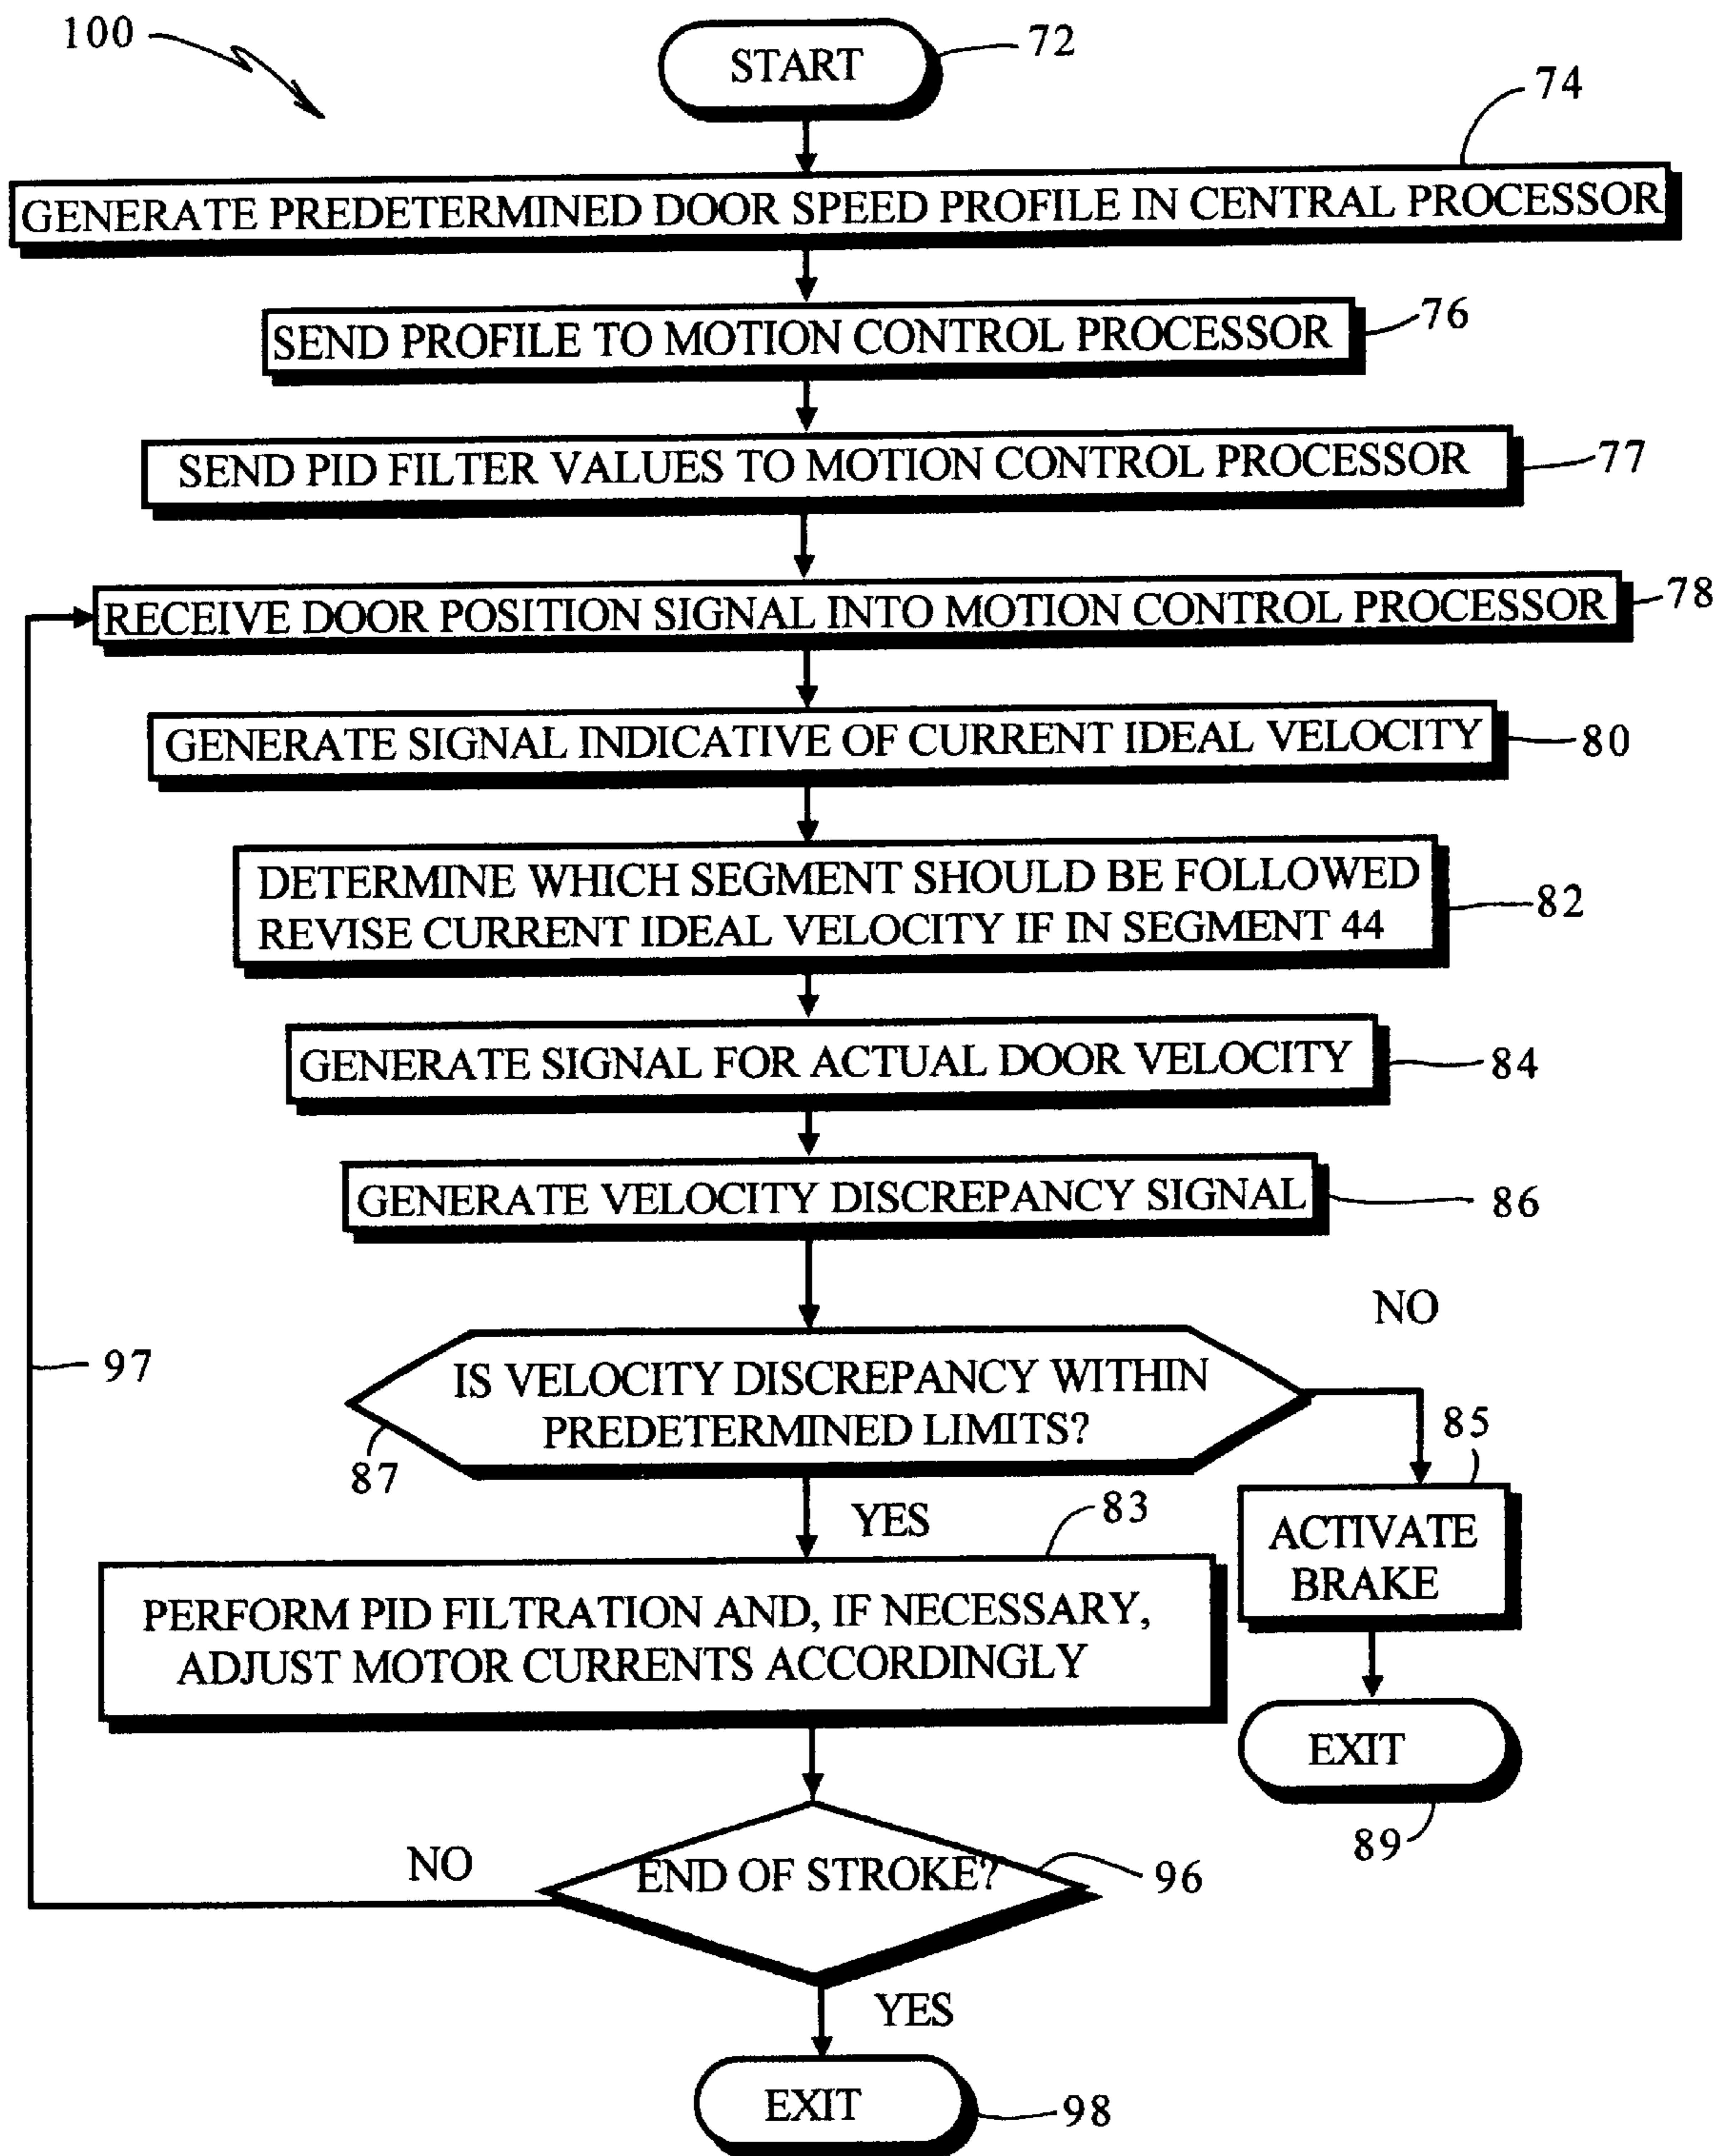 100
START
72
74
GENERATE PREDETERMINED DOOR SPEED PROFILE IN CENTRAL PROCESSOR
SEND PROFILE TO MOTION CONTROL PROCESSOR
76
SEND PID FILTER VALUES TO MOTION CONTROL PROCESSOR
77
RECEIVE DOOR POSITION SIGNAL INTO MOTION CONTROL PROCESSOR
78
GENERATE SIGNAL INDICATIVE OF CURRENT IDEAL VELOCITY
80
DETERMINE WHICH SEGMENT SHOULD BE FOLLOWED
REVISE CURRENT IDEAL VELOCITY IF IN SEGMENT 44
82
GENERATE SIGNAL FOR ACTUAL DOOR VELOCITY
84
GENERATE VELOCITY DISCREPANCY SIGNAL
86
NO
97
IS VELOCITY DISCREPANCY WITHIN
PREDETERMINED LIMITS?
87
85
YES
83
ACTIVATE
BRAKE
PERFORM PID FILTRATION AND, IF NECESSARY,
ADJUST MOTOR CURRENTS ACCORDINGLY
EXIT
89
NO
END OF STROKE?
96
YES
EXIT
98